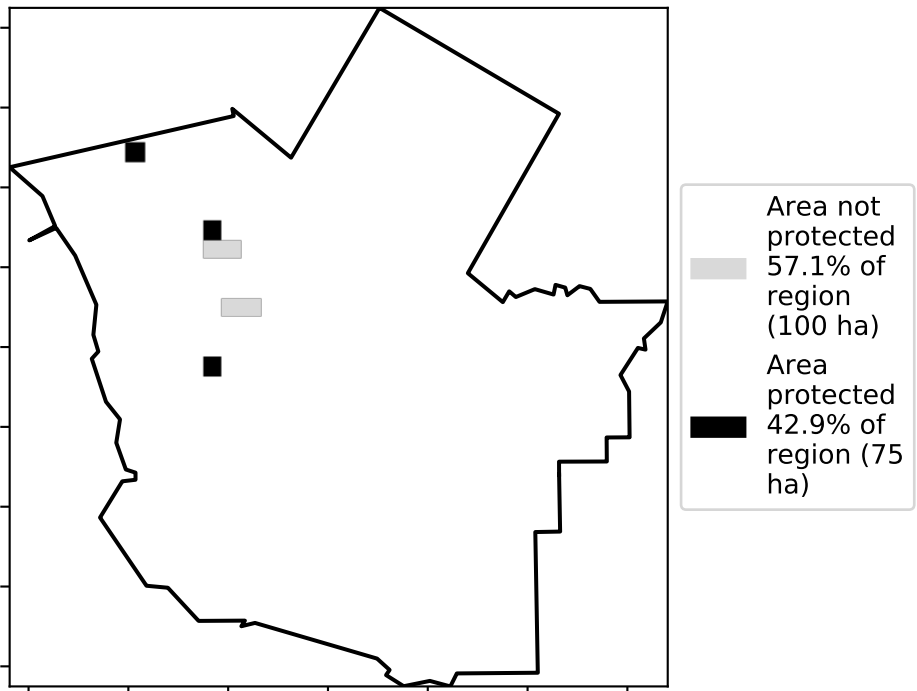 Area not
protected
57.1% of
region
(100 ha)
Area
protected
42.9% of
region (75
ha)